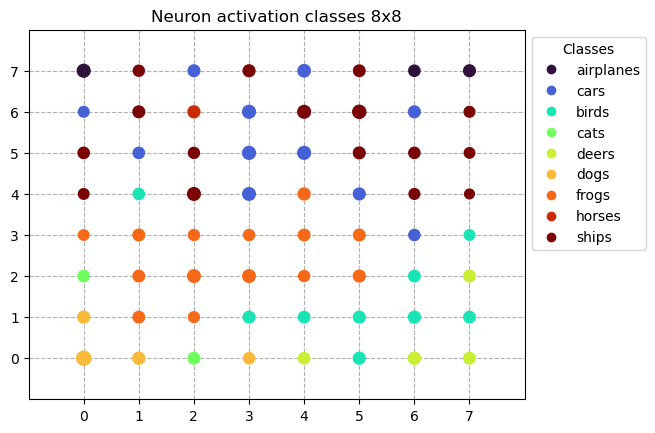 Neuron activation classes 8x8
7
6
5
4
3
2
1
0
0 1 2 3 4 5 6 7
Classes
airplanes
cars
birds
cats
deers
dogs
frogs
horses
ships